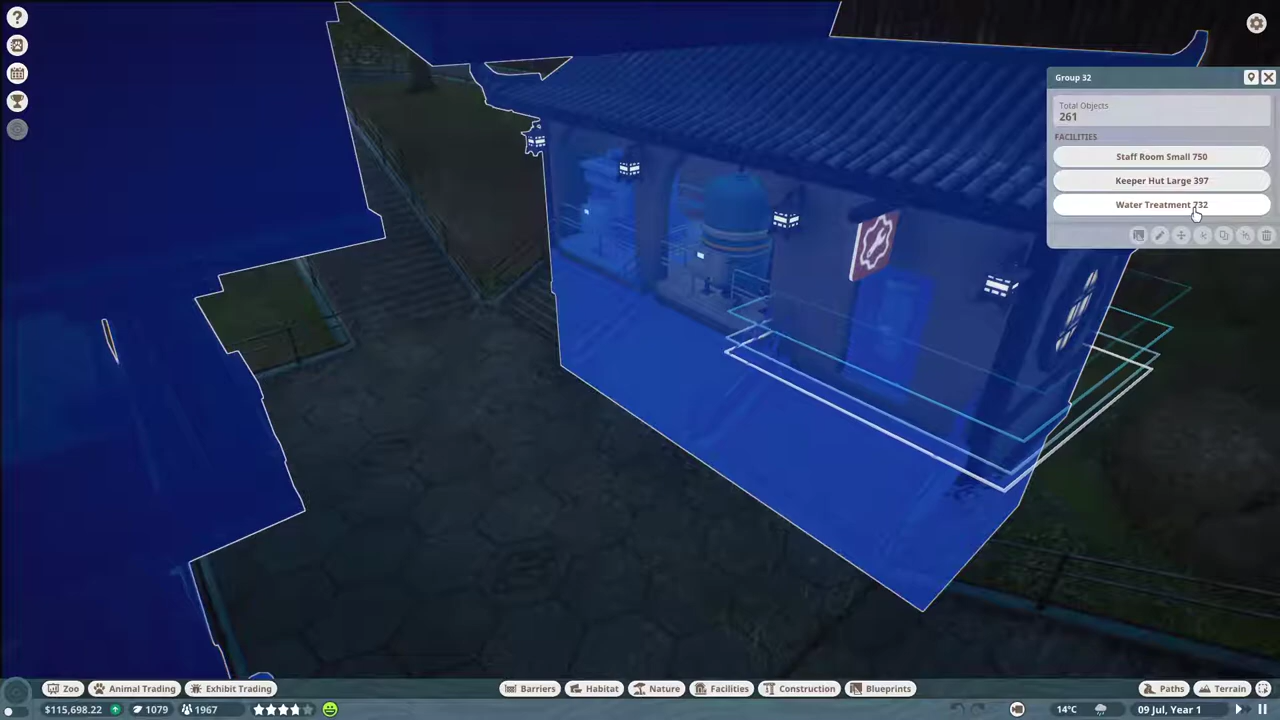 ?
Group 32
Total Objects
261
FACILITIES
Staff Room Small 750
Keeper Hut Large 397
Water Treatment 732
Zoo
Animal Trading
Exhibit Trading
Barriers
Habitat
Nature
Facilities
Construction
Blueprints
Paths
Terrain
$115,698.22
1079
1967
14°C
09 Jul, Year 1